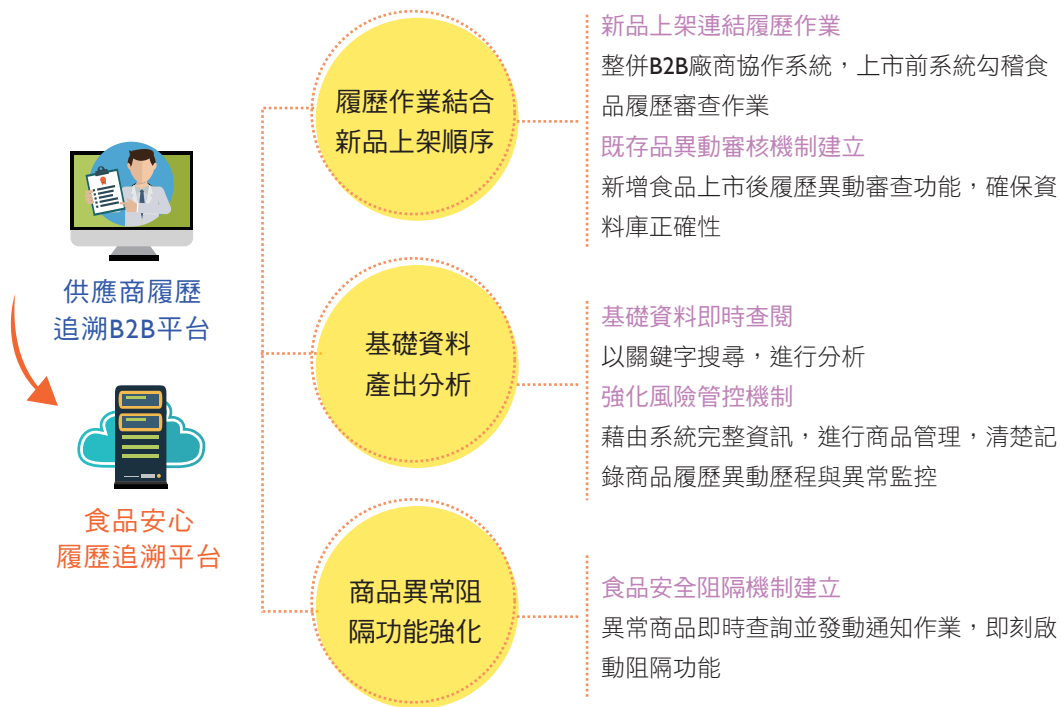 供應商履歷
追溯B2B平台
食品安心
履歷追溯平台
履歷作業結合
新品上架順序
新品上架連結履歷作業
整併B2B廠商協作系統，上市前系統勾稽食
品履歷審查作業
既存品異動審核機制建立
新增食品上市後履歷異動審查功能，確保資
料庫正確性
基礎資料
產出分析
基礎資料即時查閱
以關鍵字搜尋，進行分析
強化風險管控機制
藉由系統完整資訊，進行商品管理，清楚記
錄商品履歷異動歷程與異常監控
商品異常阻
隔功能強化
食品安全阻隔機制建立
異常商品即時查詢並發動通知作業，即刻啟
動阻隔功能